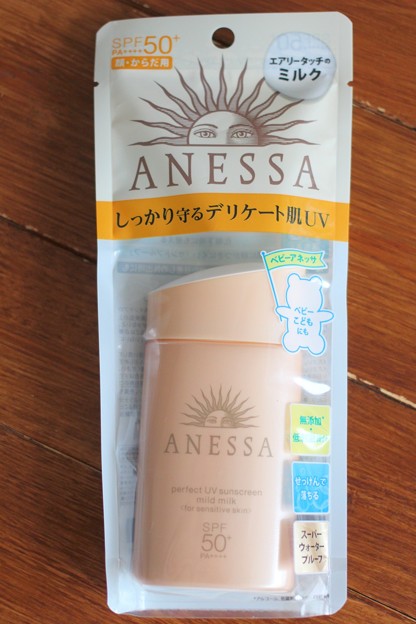 SPF50+
PA++++
顔・からだ用
エアリータッチの
ミルク
ANESSA
しっかり守るデリケート肌UV
ベビーアネッサ
ベビー
こども
にも
ANESSA
perfect UV sunscreen
mild milk
(for sensitive skin)
SPF
50+
PA++++
無添加
せっけんで
落ちる
スーパー
ウォーター
プルーフ